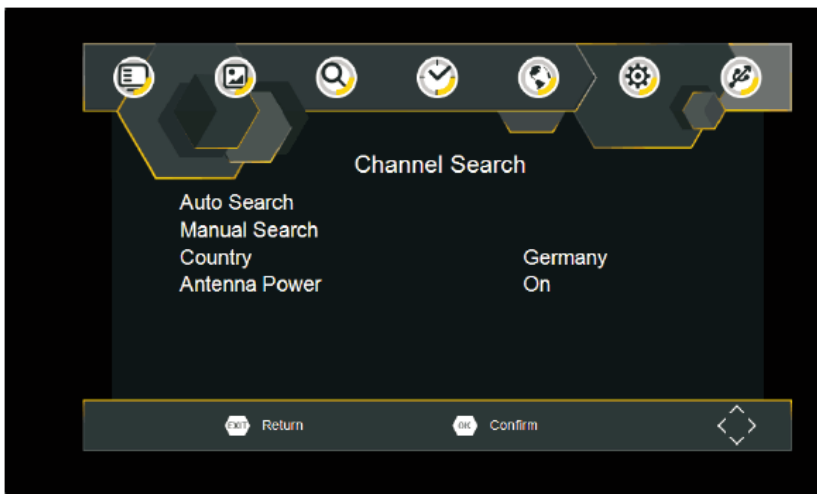 Channel Search
Auto Search
Manual Search
Country Germany
Antenna Power On
EXIT Return OK Confirm